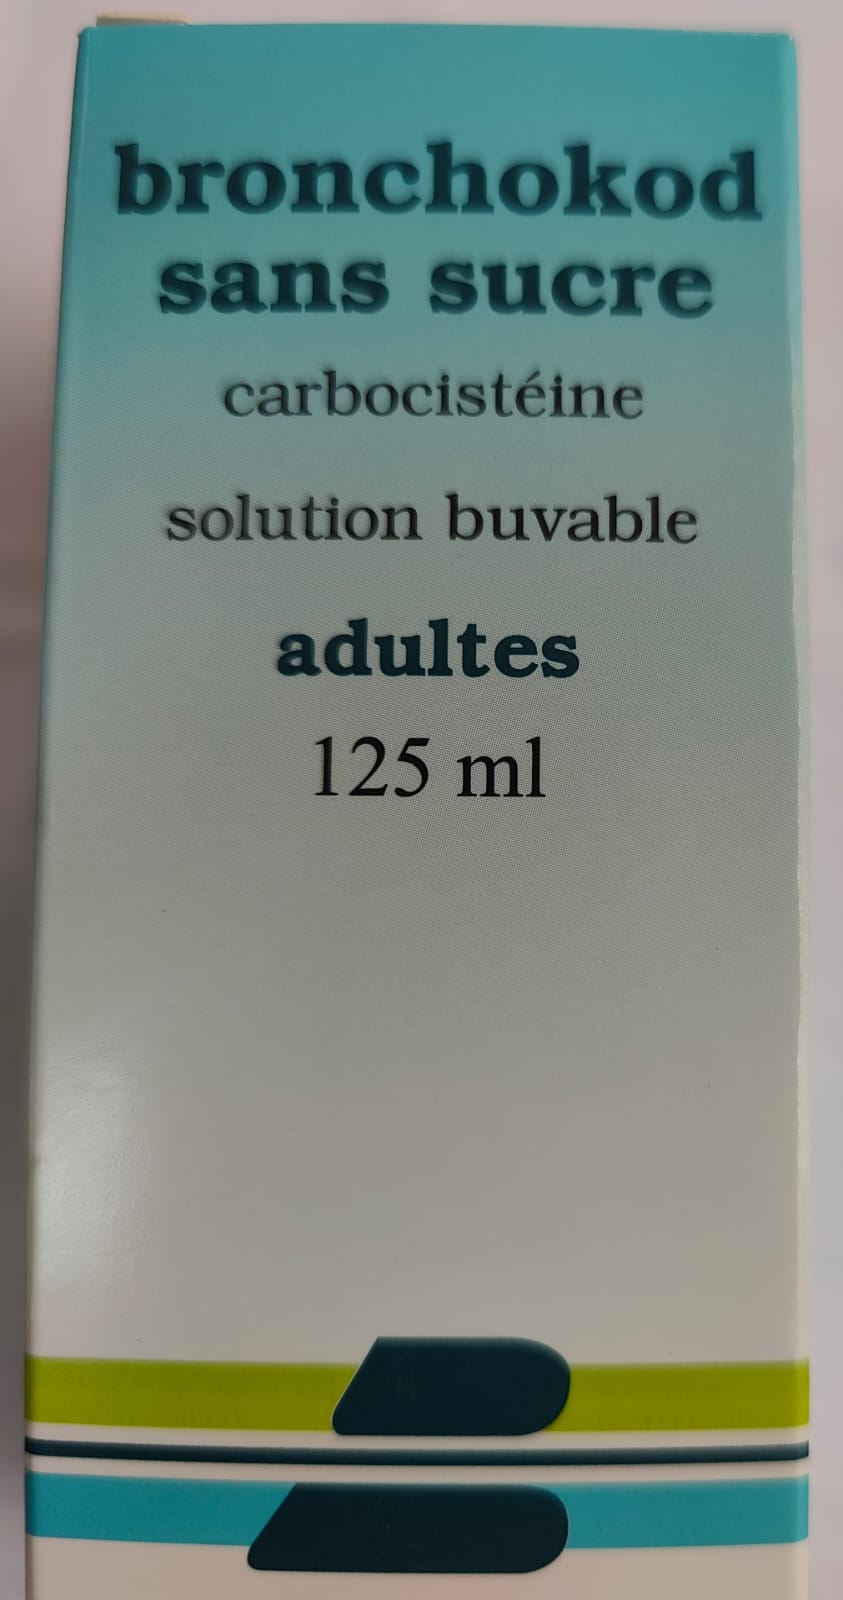 bronchokod
sans sucre
carbocistéine
solution buvable
adultes
125 ml